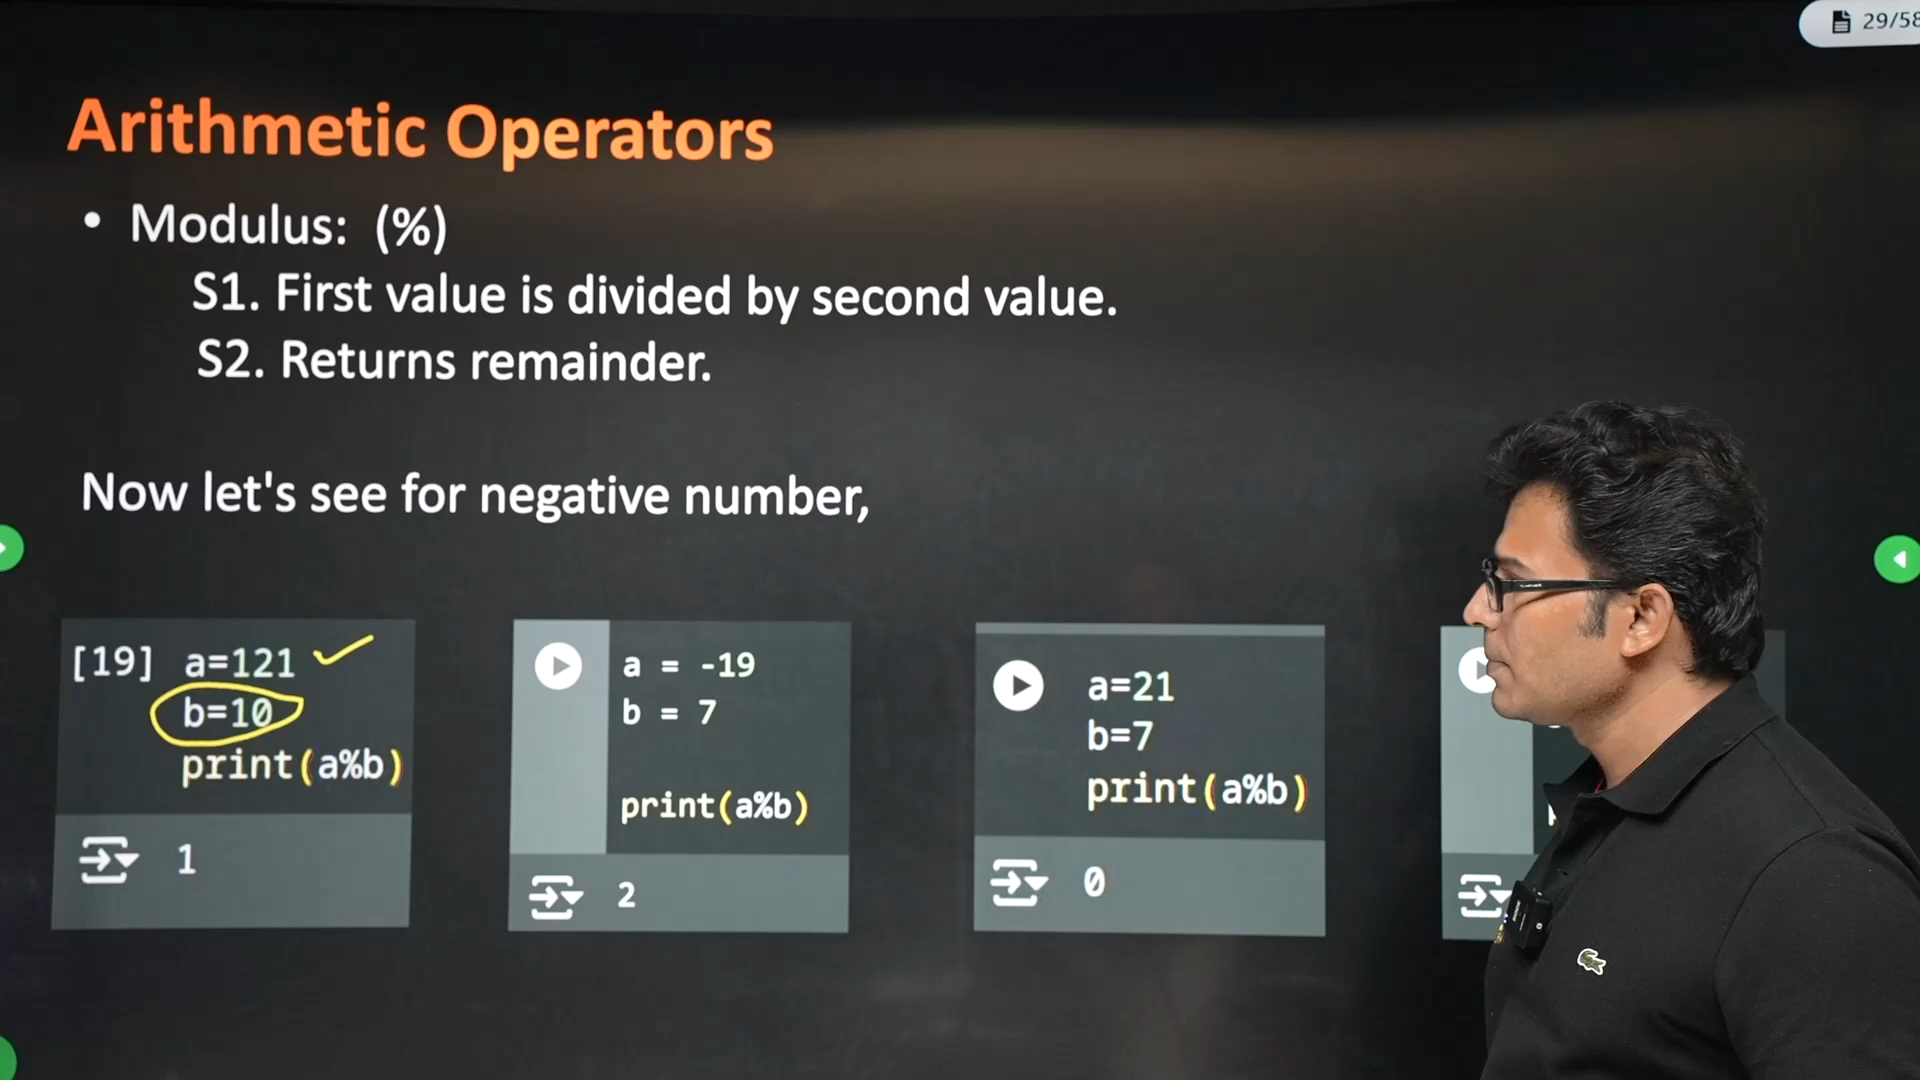 29/58
Arithmetic Operators
• Modulus: (%)
S1. First value is divided by second value.
S2. Returns remainder.
Now let's see for negative number,
[19] a=121
b=10
print(a%b)
1
a = -19
b = 7
print(a%b)
2
a=21
b=7
print(a%b)
0